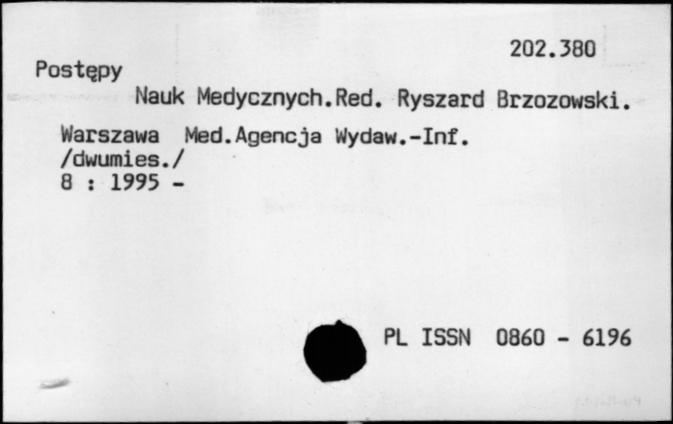 202.380
Postępy
Nauk Medycznych.Red. Ryszard Brzozowski.
Warszawa Med.Agencja Wydaw.-Inf.
/dwumies./
8 : 1995 -
PL ISSN 0860 - 6196